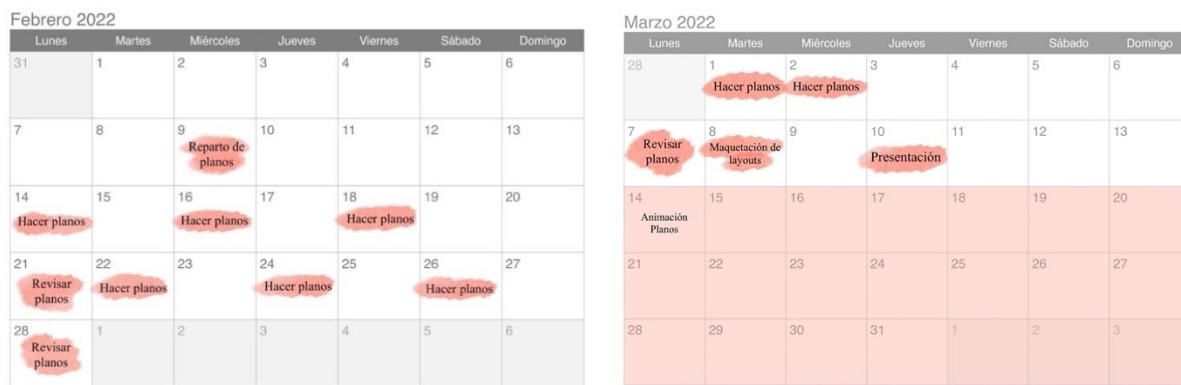 Febrero 2022
Lunes Martes Miércoles Jueves Viernes Sábado Domingo
31 1 2 3 4 5 6
7 8 9 10 11 12 13
Reparto de
planos
14 15 16 17 18 19 20
Hacer planos Hacer planos Hacer planos
21 22 23 24 25 26 27
Revisar
planos
Hacer planos Hacer planos Hacer planos
28 1 2 3 4 5 6
Revisar
planos
Marzo 2022
Lunes Martes Miércoles Jueves Viernes Sábado Domingo
28 1 2 3 4 5 6
Hacer planos Hacer planos
7 8 9 10 11 12 13
Revisar
planos
Maquetación de
layouts
Presentación
14 15 16 17 18 19 20
Animación
Planos
21 22 23 24 25 26 27
28 29 30 31 1 2 3